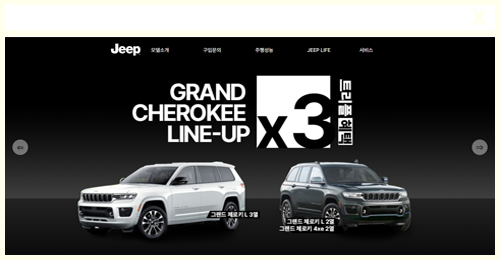 Jeep 모델소개 구입문의 주행성능 JEEP LIFE 서비스
GRAND
CHEROKEE
LINE-UP
x3
트리플혜택
그랜드 체로키 L 3열
그랜드 체로키 L 2열
그랜드 체로키 4xe 2열